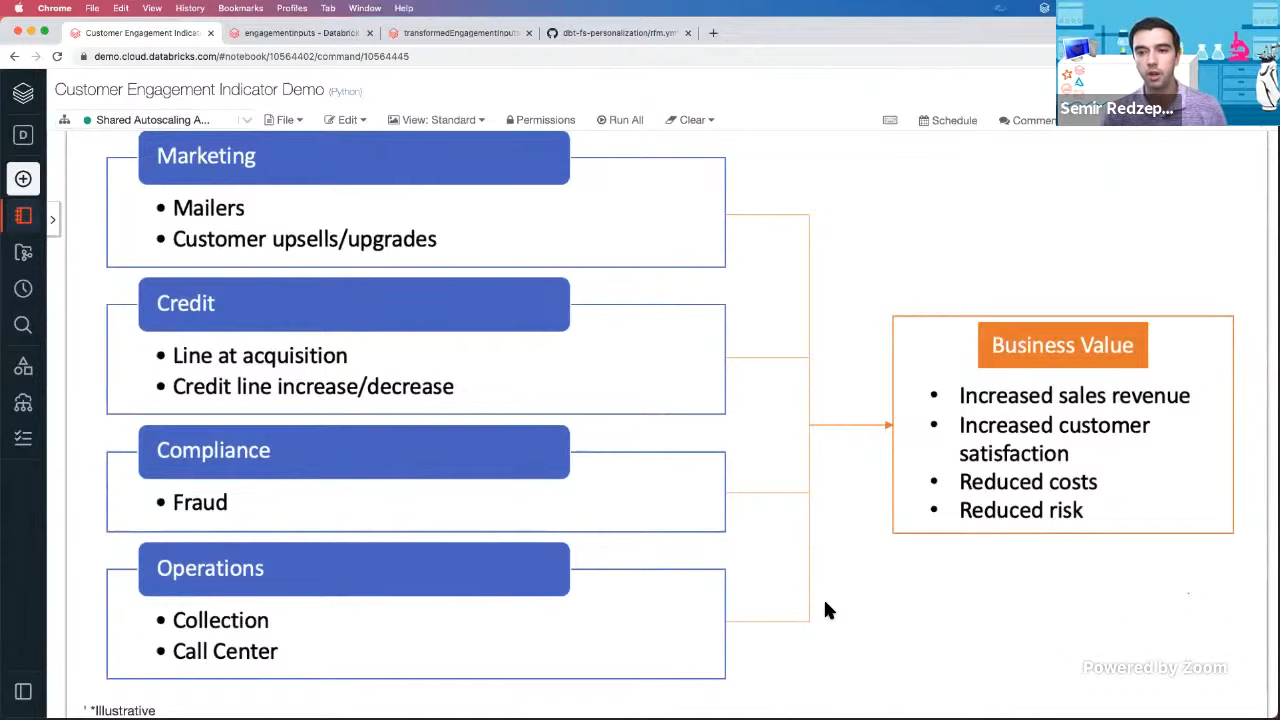 Chrome File Edit View History Bookmarks Profiles Tab Window Help
Customer Engagement Indicat
engagementInputs - Databrick
transformedEngagementInputs
dbt-fs-personalization/rfm.yml
demo.cloud.databricks.com/#notebook/10564402/command/10564445
Customer Engagement Indicator Demo (Python)
Semir Redzep...
Shared Autoscaling A... File Edit View: Standard Permissions Run All Clear Schedule Commen
D
Marketing
• Mailers
• Customer upsells/upgrades
Credit
• Line at acquisition
• Credit line increase/decrease
Compliance
• Fraud
Operations
• Collection
• Call Center
Business Value
• Increased sales revenue
• Increased customer
satisfaction
• Reduced costs
• Reduced risk
Powered by Zoom
' *Illustrative